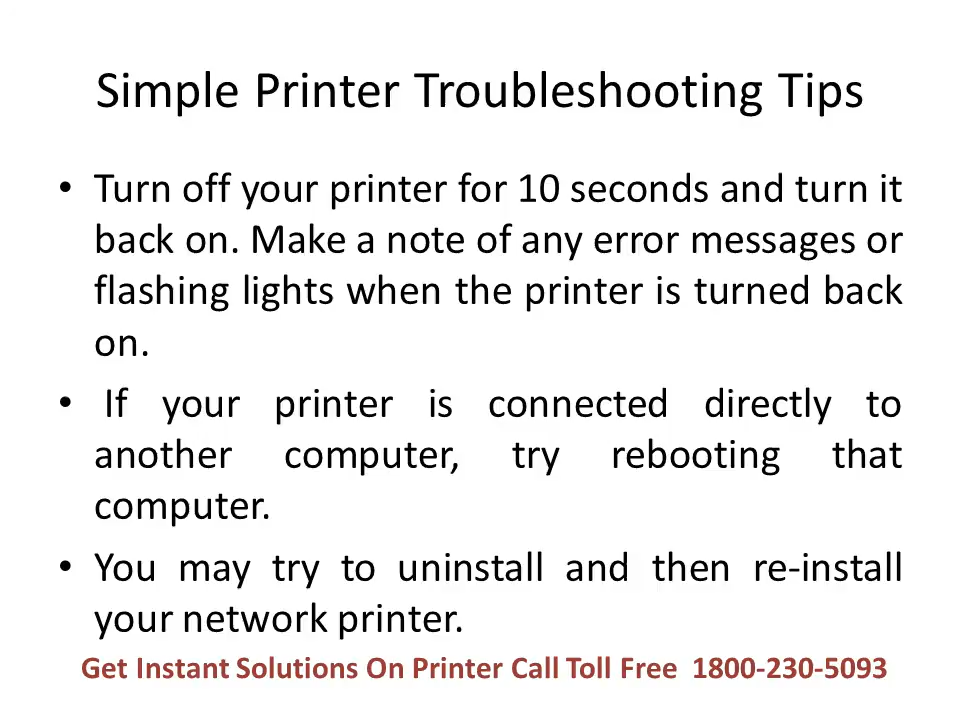 Simple Printer Troubleshooting Tips
• Turn off your printer for 10 seconds and turn it
back on. Make a note of any error messages or
flashing lights when the printer is turned back
on.
• If your printer is connected directly to
another computer, try rebooting that
computer.
• You may try to uninstall and then re-install
your network printer.
Get Instant Solutions On Printer Call Toll Free 1800-230-5093